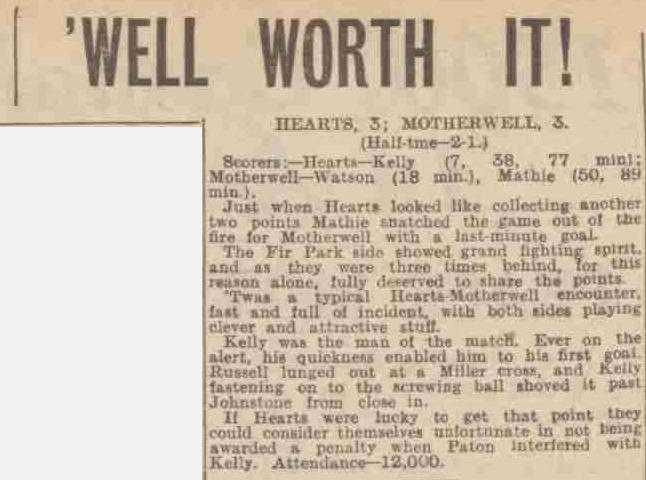 'WELL WORTH IT!
HEARTS, 3; MOTHERWELL, 3.
(Half-tme—2-1.)
Scorers:—Hearts—Kelly (7, 38, 77 min);
Motherwell—Watson (18 min.), Mathie (50, 89
min.).
Just when Hearts looked like collecting another
two points Mathie snatched the game out of the
fire for Motherwell with a last-minute goal.
The Fir Park side showed grand fighting spirit,
and as they were three times behind, for this
reason alone, fully deserved to share the points.
'Twas a typical Hearts-Motherwell encounter,
fast and full of incident, with both sides playing
clever and attractive stuff.
Kelly was the man of the match. Ever on the
alert, his quickness enabled him to his first goal.
Russell lunged out at a Miller cross, and Kelly
fastening on to the screwing ball shoved it past
Johnstone from close in.
If Hearts were lucky to get that point they
could consider themselves unfortunate in not being
awarded a penalty when Paton interfered with
Kelly. Attendance—12,000.